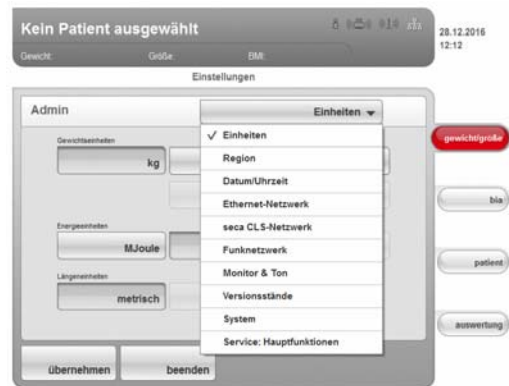 Kein Patient ausgewählt
28.12.2016
12:12
Gewicht: Größe: BMI:
Einstellungen
Admin
Einheiten
Gewichtseinheiten
kg
Energieeinheiten
MJoule
Längeneinheiten
metrisch
✓ Einheiten
Region
Datum/Uhrzeit
Ethernet-Netzwerk
seca CLS-Netzwerk
Funknetzwerk
Monitor & Ton
Versionsstände
System
Service: Hauptfunktionen
gewicht/größe
bia
patient
auswertung
übernehmen
beenden